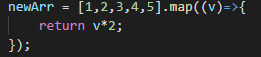 newArr = [1,2,3,4,5].map((v)=>{
    return v*2;
});